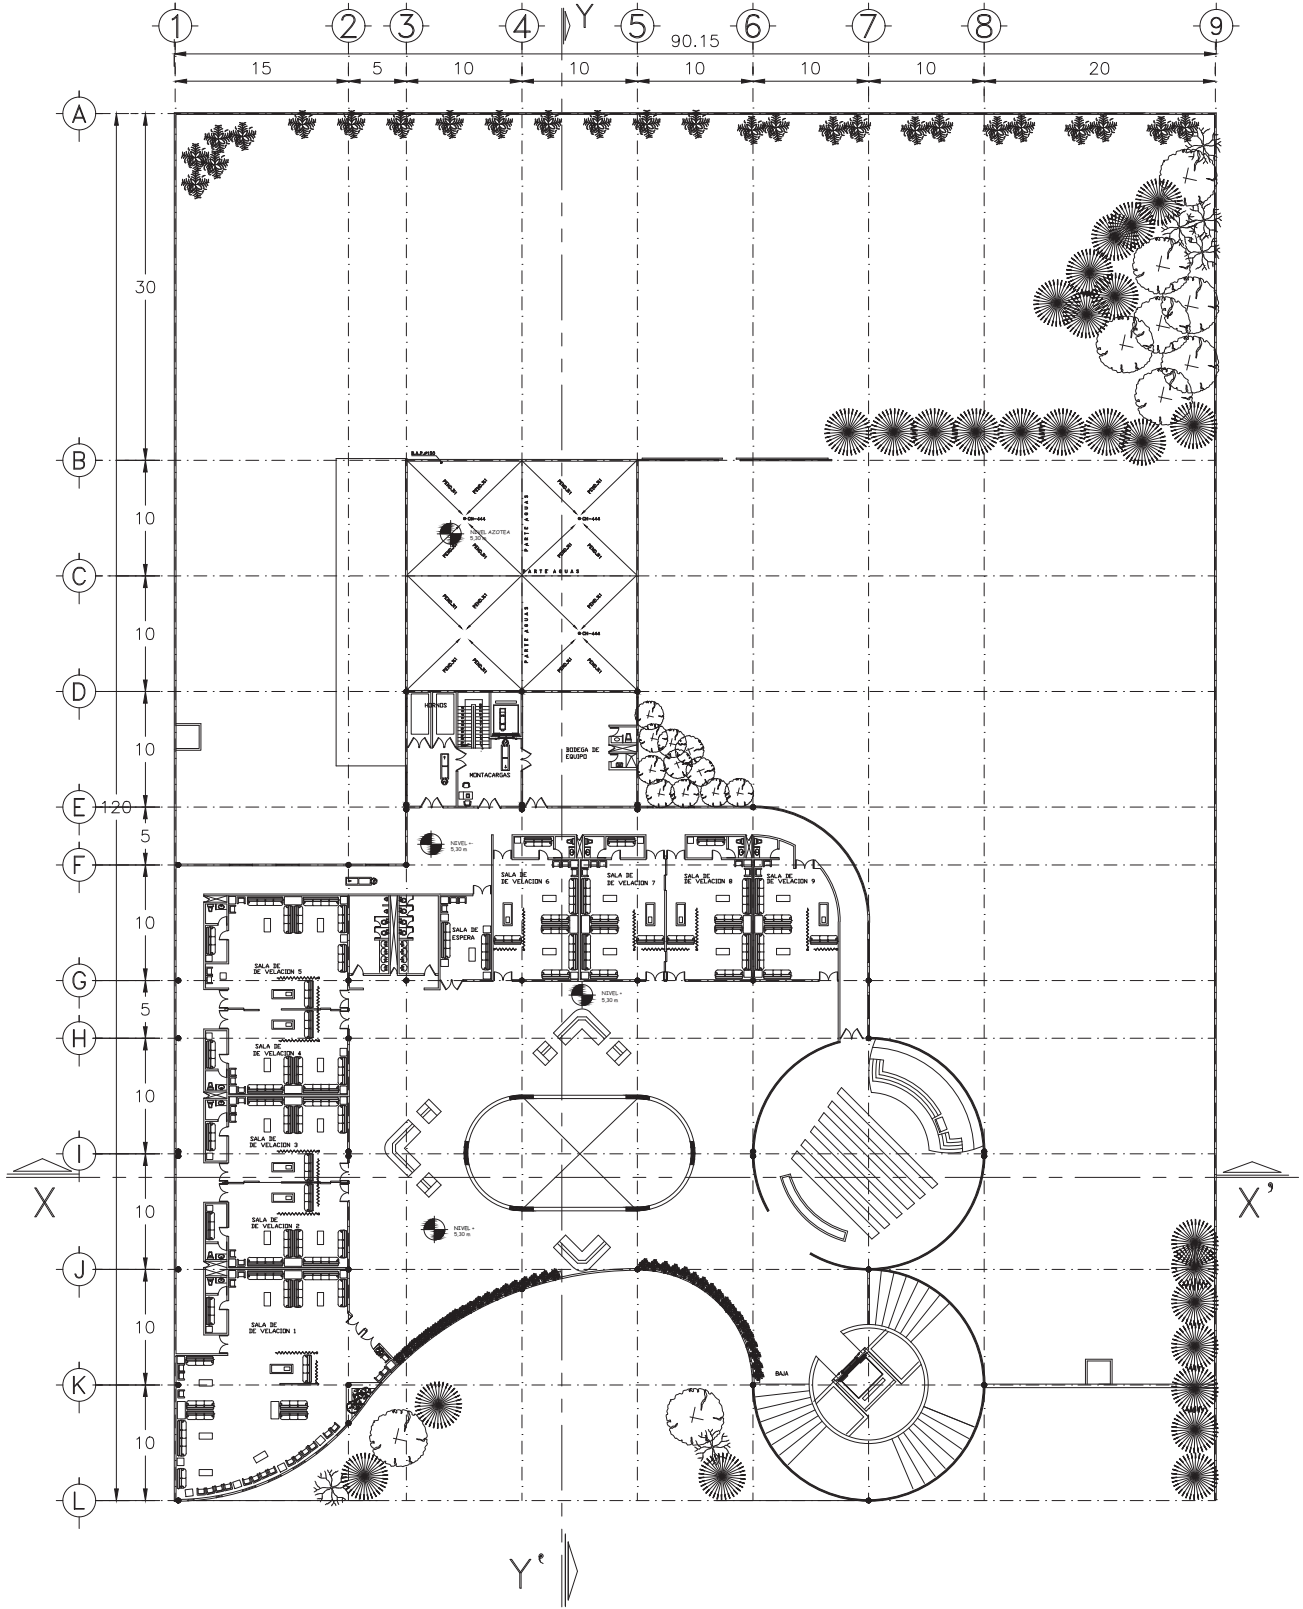 1 2 3 4 Y 5 6 7 8 9
90.15
15 5 10 10 10 10 10 20
A
30
B
10
NIVEL AZOTEA
5,30 m
PARTE AGUAS
PARTE AGUAS
C
10
PARTE AGUAS
D
10
HORNOS
BODEGA DE
EQUIPO
MONTACARGAS
E
120
5
NIVEL +
5,30 m
F
10
SALA DE
DE VELACION 6
SALA DE
DE VELACION 7
SALA DE
DE VELACION 8
SALA DE
DE VELACION 9
SALA DE
ESPERA
SALA DE
DE VELACION 5
G
5
NIVEL +
5,30 m
H
10
SALA DE
DE VELACION 4
SALA DE
DE VELACION 3
I
X X’
10
SALA DE
DE VELACION 2
NIVEL +
5,30 m
J
10
SALA DE
DE VELACION 1
BAJA
K
10
L
Y’